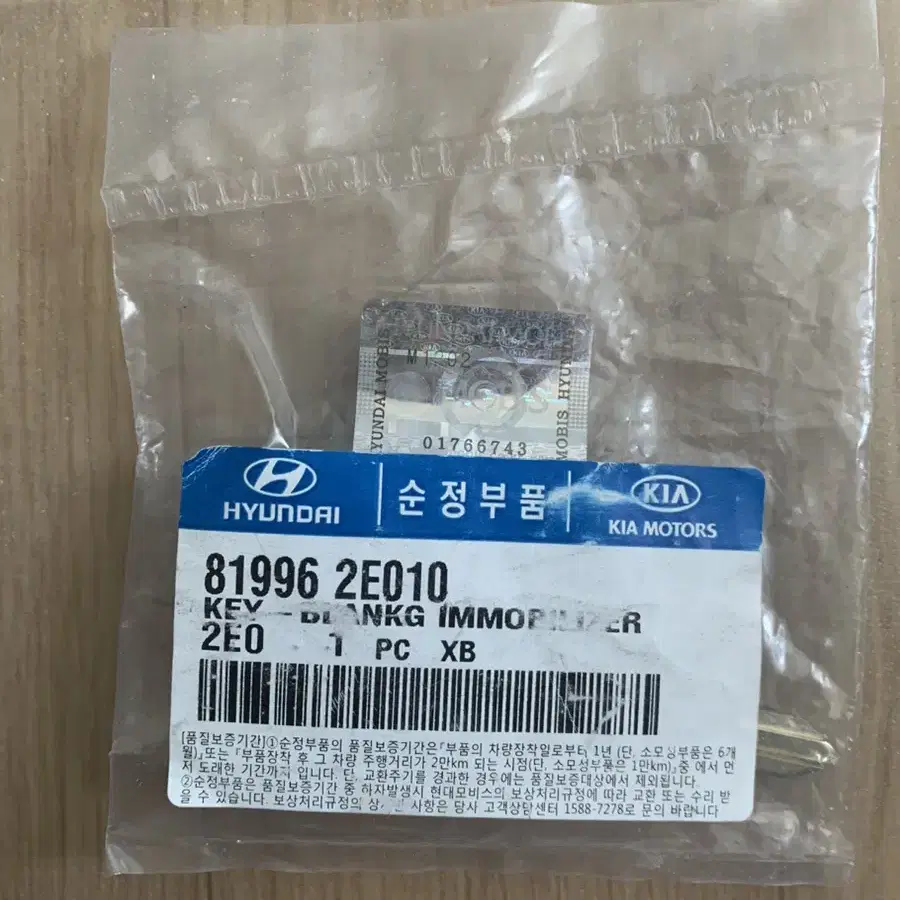 M1 02
HYUNDAI MOBIS
MOBIS HYUNDAI
01766743
HYUNDAI
순정부품
KIA
KIA MOTORS
81996 2E010
KEY - BLANKG IMMOBILIZER
2E0 1 PC XB
[품질보증기간]①순정부품의 품질보증기간은「부품의 차량장착일로부터 1년 (단, 소모성부품은 6개
월)」또는「부품장착 후 그 차량 주행거리가 2만km 되는 시점(단, 소모성부품은 1만km)」중 에서 먼
저 도래한 기간까지 입니다. 단, 교환주기를 경과한 경우에는 품질보증대상에서 제외됩니다.
②순정부품은 품질보증기간 중 하자발생시 현대모비스의 보상처리규정에 따라 교환 또는 수리 받
을 수 있습니다. 보상처리규정의 상 사항은 당사 고객상담센터 1588-7278로 문의 바랍니다